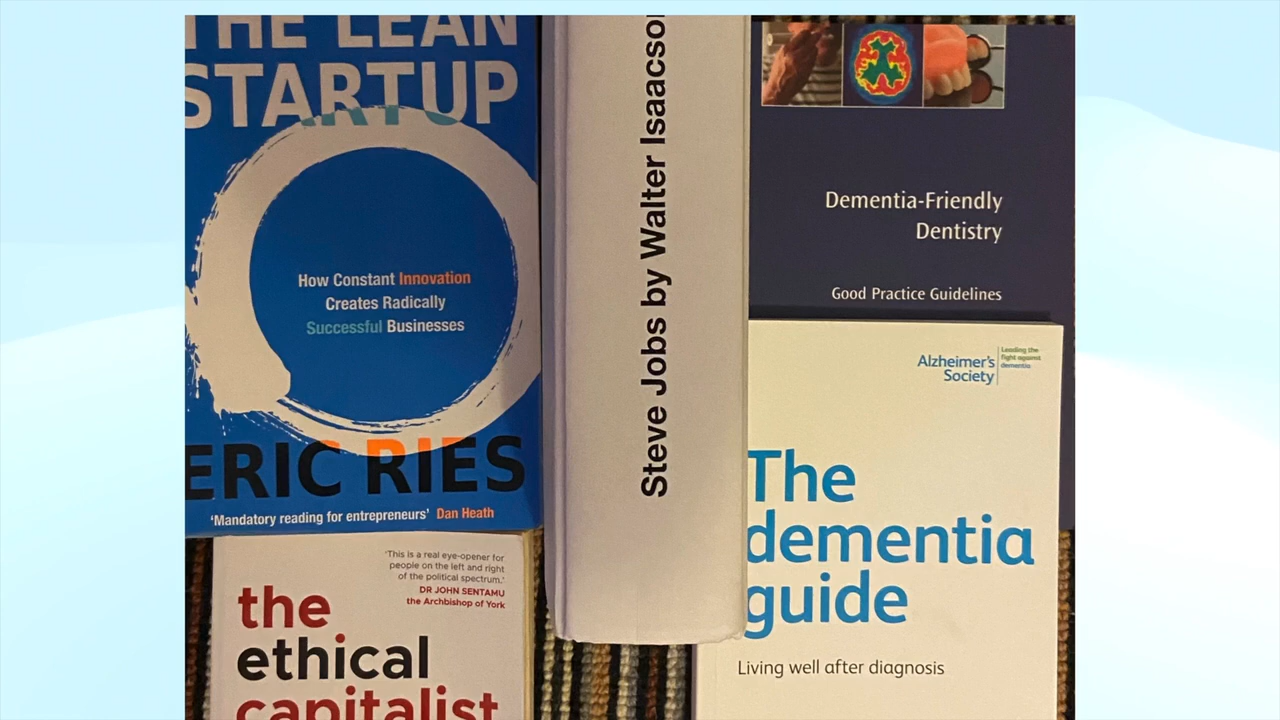 THE LEAN
STARTUP
How Constant Innovation
Creates Radically
Successful Businesses
ERIC RIES
'Mandatory reading for entrepreneurs' Dan Heath
'This is a real eye-opener for
people on the left and right
of the political spectrum.'
DR JOHN SENTAMU
the Archbishop of York
the
ethical
capitalist
Steve Jobs by Walter Isaacson
Dementia-Friendly
Dentistry
Good Practice Guidelines
Alzheimer's
Society
Leading the
fight against
dementia
The
dementia
guide
Living well after diagnosis